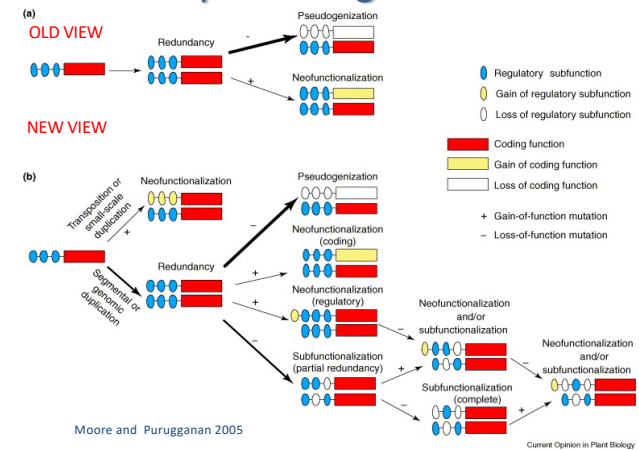 (a)
OLD VIEW
Redundancy
-
+
Pseudogenization
Neofunctionalization
NEW VIEW
Regulatory subfunction
Gain of regulatory subfunction
Loss of regulatory subfunction
Coding function
Gain of coding function
Loss of coding function
+ Gain-of-function mutation
– Loss-of-function mutation
(b)
Transposition or
small-scale
duplication
+
Neofunctionalization
Segmental or
genomic
duplication
Redundancy
–
+
+
–
Pseudogenization
Neofunctionalization
(coding)
Neofunctionalization
(regulatory)
Subfunctionalization
(partial redundancy)
–
+
–
Neofunctionalization
and/or
subfunctionalization
Subfunctionalization
(complete)
–
+
Neofunctionalization
and/or
subfunctionalization
Moore and Purugganan 2005
Current Opinion in Plant Biology